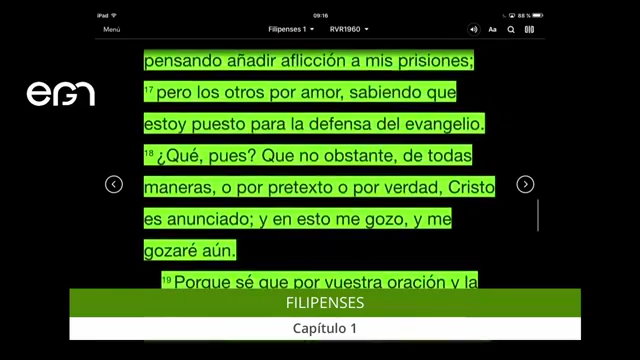 iPad
09:16
88 %
Menú
Filipenses 1
RVR1960
Aa
pensando añadir aflicción a mis prisiones;
17 pero los otros por amor, sabiendo que
estoy puesto para la defensa del evangelio.
18 ¿Qué, pues? Que no obstante, de todas
maneras, o por pretexto o por verdad, Cristo
es anunciado; y en esto me gozo, y me
gozaré aún.
19 Porque sé que por vuestra oración y la
FILIPENSES
Capítulo 1